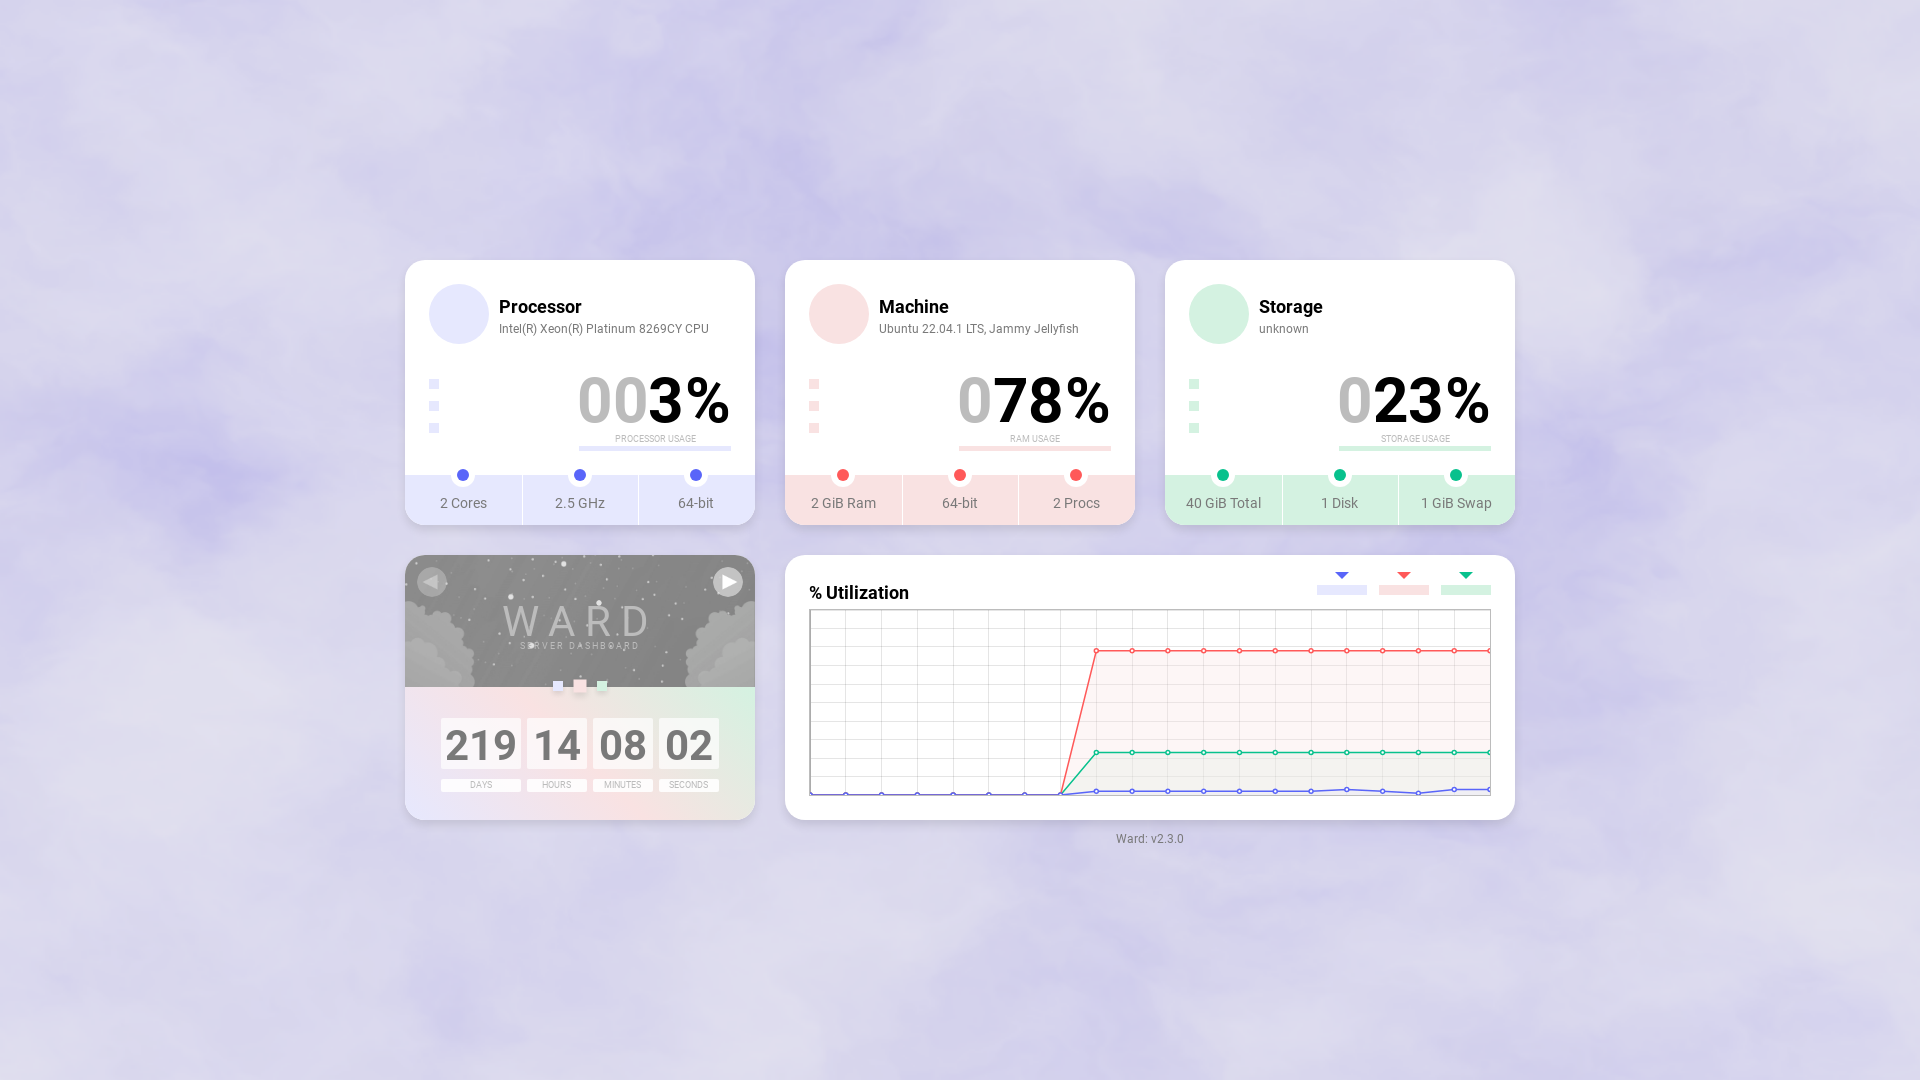 Processor
Intel(R) Xeon(R) Platinum 8269CY CPU
003%
PROCESSOR USAGE
2 Cores
2.5 GHz
64-bit
Machine
Ubuntu 22.04.1 LTS, Jammy Jellyfish
078%
RAM USAGE
2 GiB Ram
64-bit
2 Procs
Storage
unknown
023%
STORAGE USAGE
40 GiB Total
1 Disk
1 GiB Swap
WARD
SERVER DASHBOARD
219 14 08 02
DAYS HOURS MINUTES SECONDS
% Utilization
Ward: v2.3.0